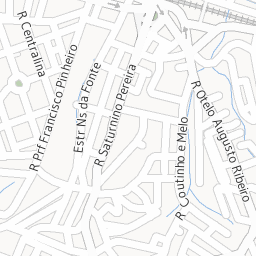 R Centralina
R Prf Francisco Pinheiro
Estr Ns da Fonte
R Saturnino Pereira
R Otelo Augusto Ribeiro
R Coutinho e Melo